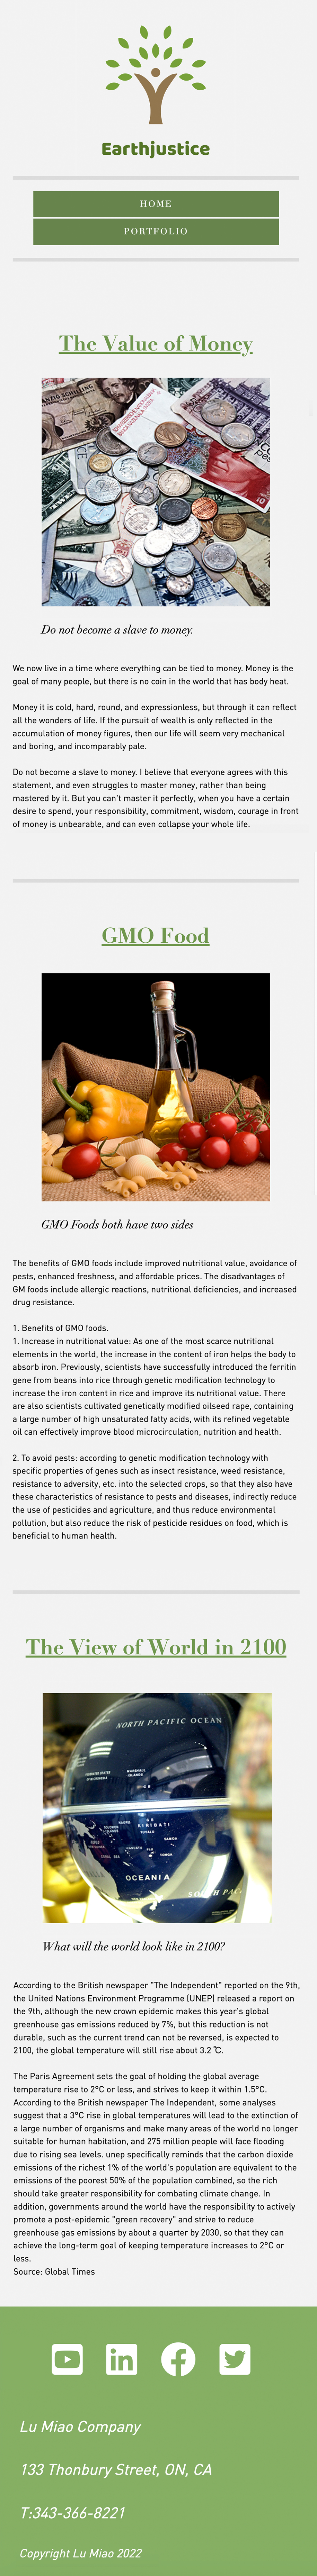 Earthjustice
HOME
PORTFOLIO
The Value of Money
Do not become a slave to money.
We now live in a time where everything can be tied to money. Money is the
goal of many people, but there is no coin in the world that has body heat.
Money it is cold, hard, round, and expressionless, but through it can reflect
all the wonders of life. If the pursuit of wealth is only reflected in the
accumulation of money figures, then our life will seem very mechanical
and boring, and incomparably pale.
Do not become a slave to money. I believe that everyone agrees with this
statement, and even struggles to master money, rather than being
mastered by it. But you can't master it perfectly, when you have a certain
desire to spend, your responsibility, commitment, wisdom, courage in front
of money is unbearable, and can even collapse your whole life.
GMO Food
GMO Foods both have two sides
The benefits of GMO foods include improved nutritional value, avoidance of
pests, enhanced freshness, and affordable prices. The disadvantages of
GM foods include allergic reactions, nutritional deficiencies, and increased
drug resistance.
1. Benefits of GMO foods.
1. Increase in nutritional value: As one of the most scarce nutritional
elements in the world, the increase in the content of iron helps the body to
absorb iron. Previously, scientists have successfully introduced the ferritin
gene from beans into rice through genetic modification technology to
increase the iron content in rice and improve its nutritional value. There
are also scientists cultivated genetically modified oilseed rape, containing
a large number of high unsaturated fatty acids, with its refined vegetable
oil can effectively improve blood microcirculation, nutrition and health.
2. To avoid pests: according to genetic modification technology with
specific properties of genes such as insect resistance, weed resistance,
resistance to adversity, etc. into the selected crops, so that they also have
these characteristics of resistance to pests and diseases, indirectly reduce
the use of pesticides and agriculture, and thus reduce environmental
pollution, but also reduce the risk of pesticide residues on food, which is
beneficial to human health.
The View of World in 2100
NORTH PACIFIC OCEAN
MARSHALL
ISLANDS
NAURU
KIRIBATI
SOLOMON
ISLANDS
TUVALU
SAMOA
VANUATU
FIJI
TONGA
CORAL SEA
OCEANIA
SOUTH PAC
What will the world look like in 2100?
According to the British newspaper "The Independent" reported on the 9th,
the United Nations Environment Programme (UNEP) released a report on
the 9th, although the new crown epidemic makes this year's global
greenhouse gas emissions reduced by 7%, but this reduction is not
durable, such as the current trend can not be reversed, is expected to
2100, the global temperature will still rise about 3.2 ℃.
The Paris Agreement sets the goal of holding the global average
temperature rise to 2°C or less, and strives to keep it within 1.5°C.
According to the British newspaper The Independent, some analyses
suggest that a 3°C rise in global temperatures will lead to the extinction of
a large number of organisms and make many areas of the world no longer
suitable for human habitation, and 275 million people will face flooding
due to rising sea levels. unep specifically reminds that the carbon dioxide
emissions of the richest 1% of the world's population are equivalent to the
emissions of the poorest 50% of the population combined, so the rich
should take greater responsibility for combating climate change. In
addition, governments around the world have the responsibility to actively
promote a post-epidemic "green recovery" and strive to reduce
greenhouse gas emissions by about a quarter by 2030, so that they can
achieve the long-term goal of keeping temperature increases to 2°C or
less.
Source: Global Times
Lu Miao Company
133 Thonbury Street, ON, CA
T:343-366-8221
Copyright Lu Miao 2022